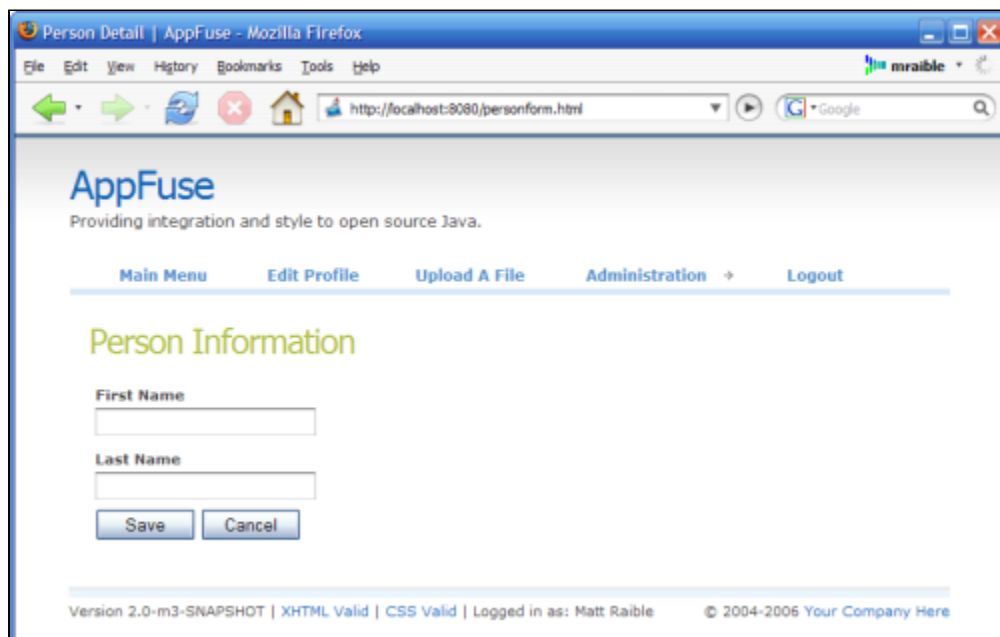 Person Detail | AppFuse - Mozilla Firefox
File Edit View History Bookmarks Tools Help mraible
http://localhost:8080/personform.html G Google
AppFuse
Providing integration and style to open source Java.
Main Menu Edit Profile Upload A File Administration Logout
Person Information
First Name
Last Name
Save Cancel
Version 2.0-m3-SNAPSHOT | XHTML Valid | CSS Valid | Logged in as: Matt Raible © 2004-2006 Your Company Here